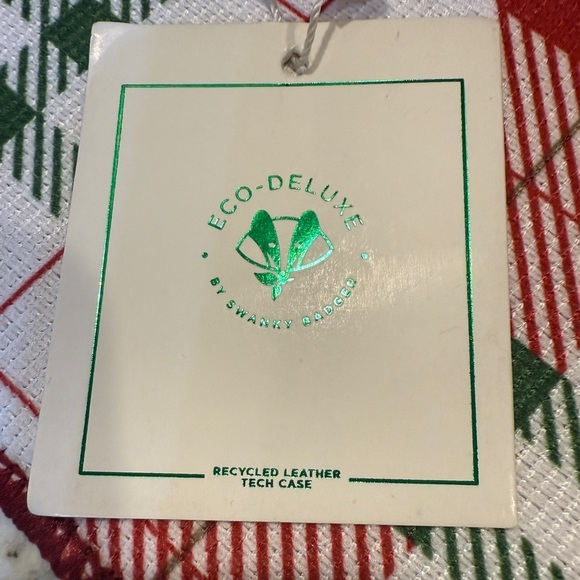 ECO-DELUXE
BY SWANKY BADGER
RECYCLED LEATHER
TECH CASE